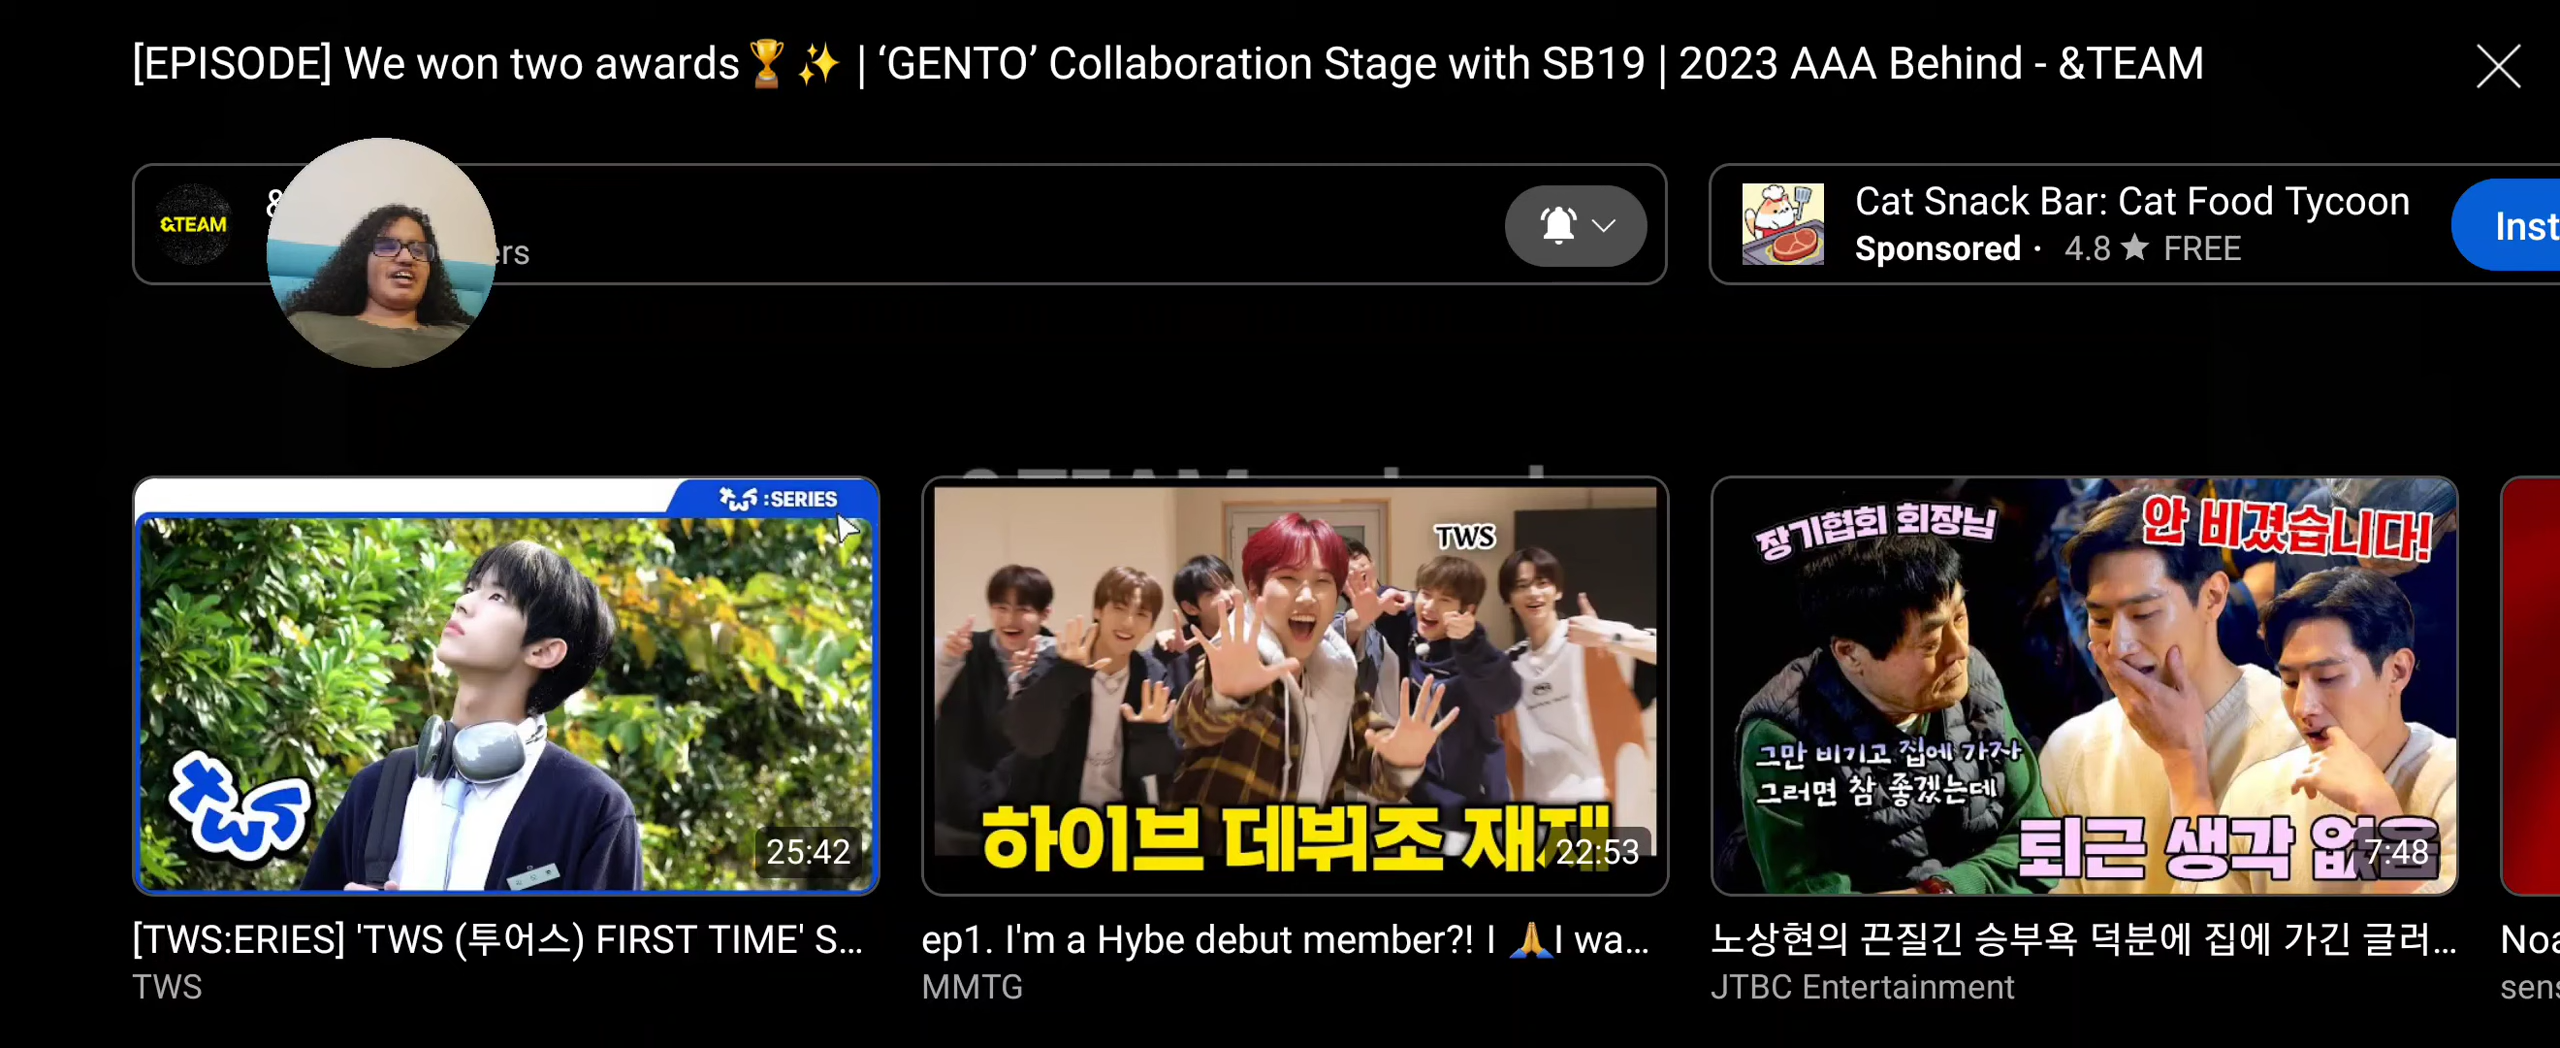 [EPISODE] We won two awards🏆✨ | ‘GENTO’ Collaboration Stage with SB19 | 2023 AAA Behind - &TEAM
&TEAM
&
ers
Cat Snack Bar: Cat Food Tycoon
Sponsored · 4.8 ★ FREE
Inst
:SERIES
25:42
TWS
하이브 데뷔조 재재
22:53
장기협회 회장님
안 비겼습니다!
그만 비기고 집에 가자
그러면 참 좋겠는데
퇴근 생각 없음
7:48
[TWS:ERIES] 'TWS (투어스) FIRST TIME' S...
TWS
ep1. I'm a Hybe debut member?! I 🙏I wa...
MMTG
노상현의 끈질긴 승부욕 덕분에 집에 가긴 글러...
JTBC Entertainment
Noa
sens